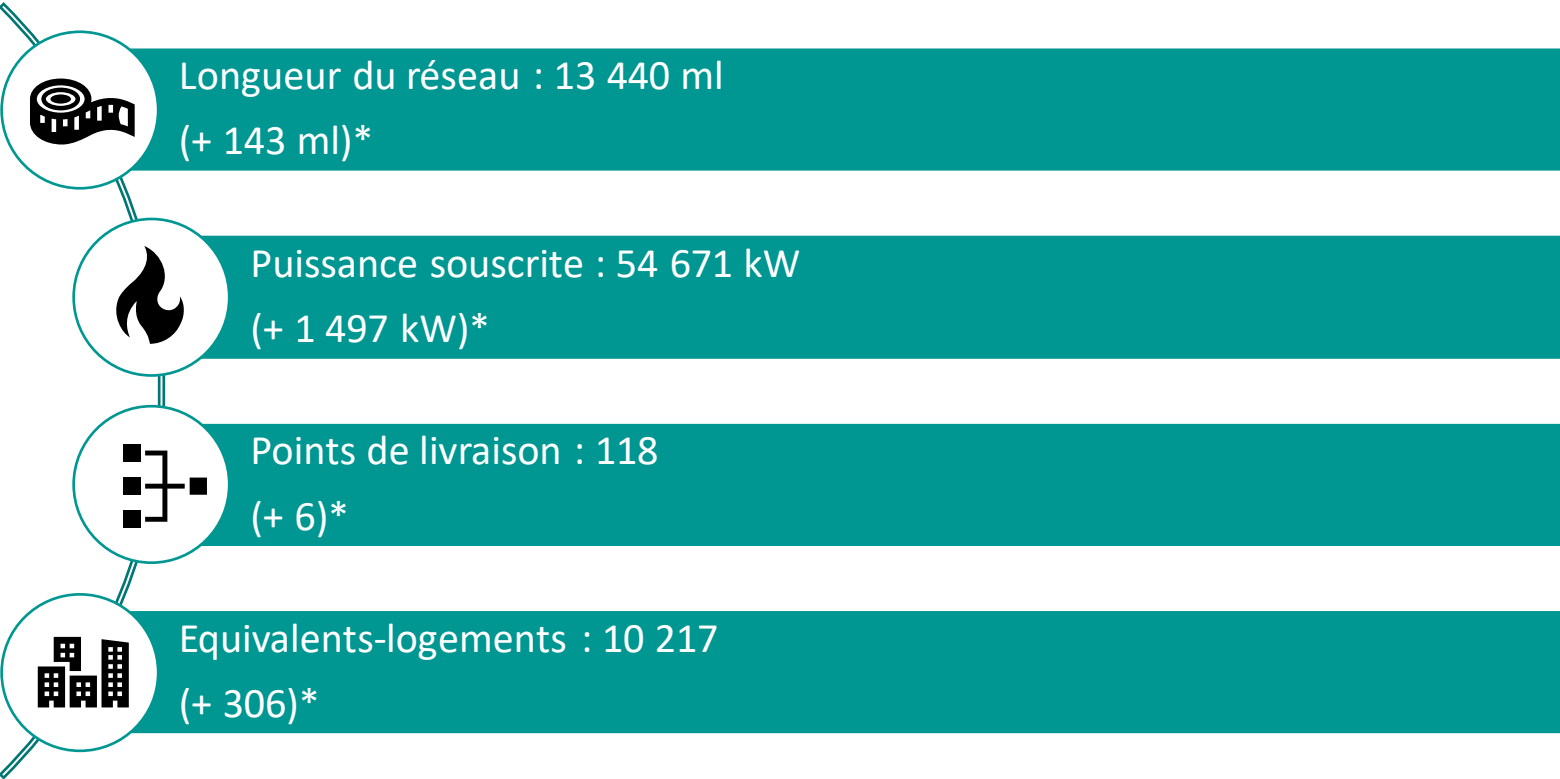 Longueur du réseau : 13 440 ml
(+ 143 ml)*
Puissance souscrite : 54 671 kW
(+ 1 497 kW)*
Points de livraison : 118
(+ 6)*
Equivalents-logements : 10 217
(+ 306)*